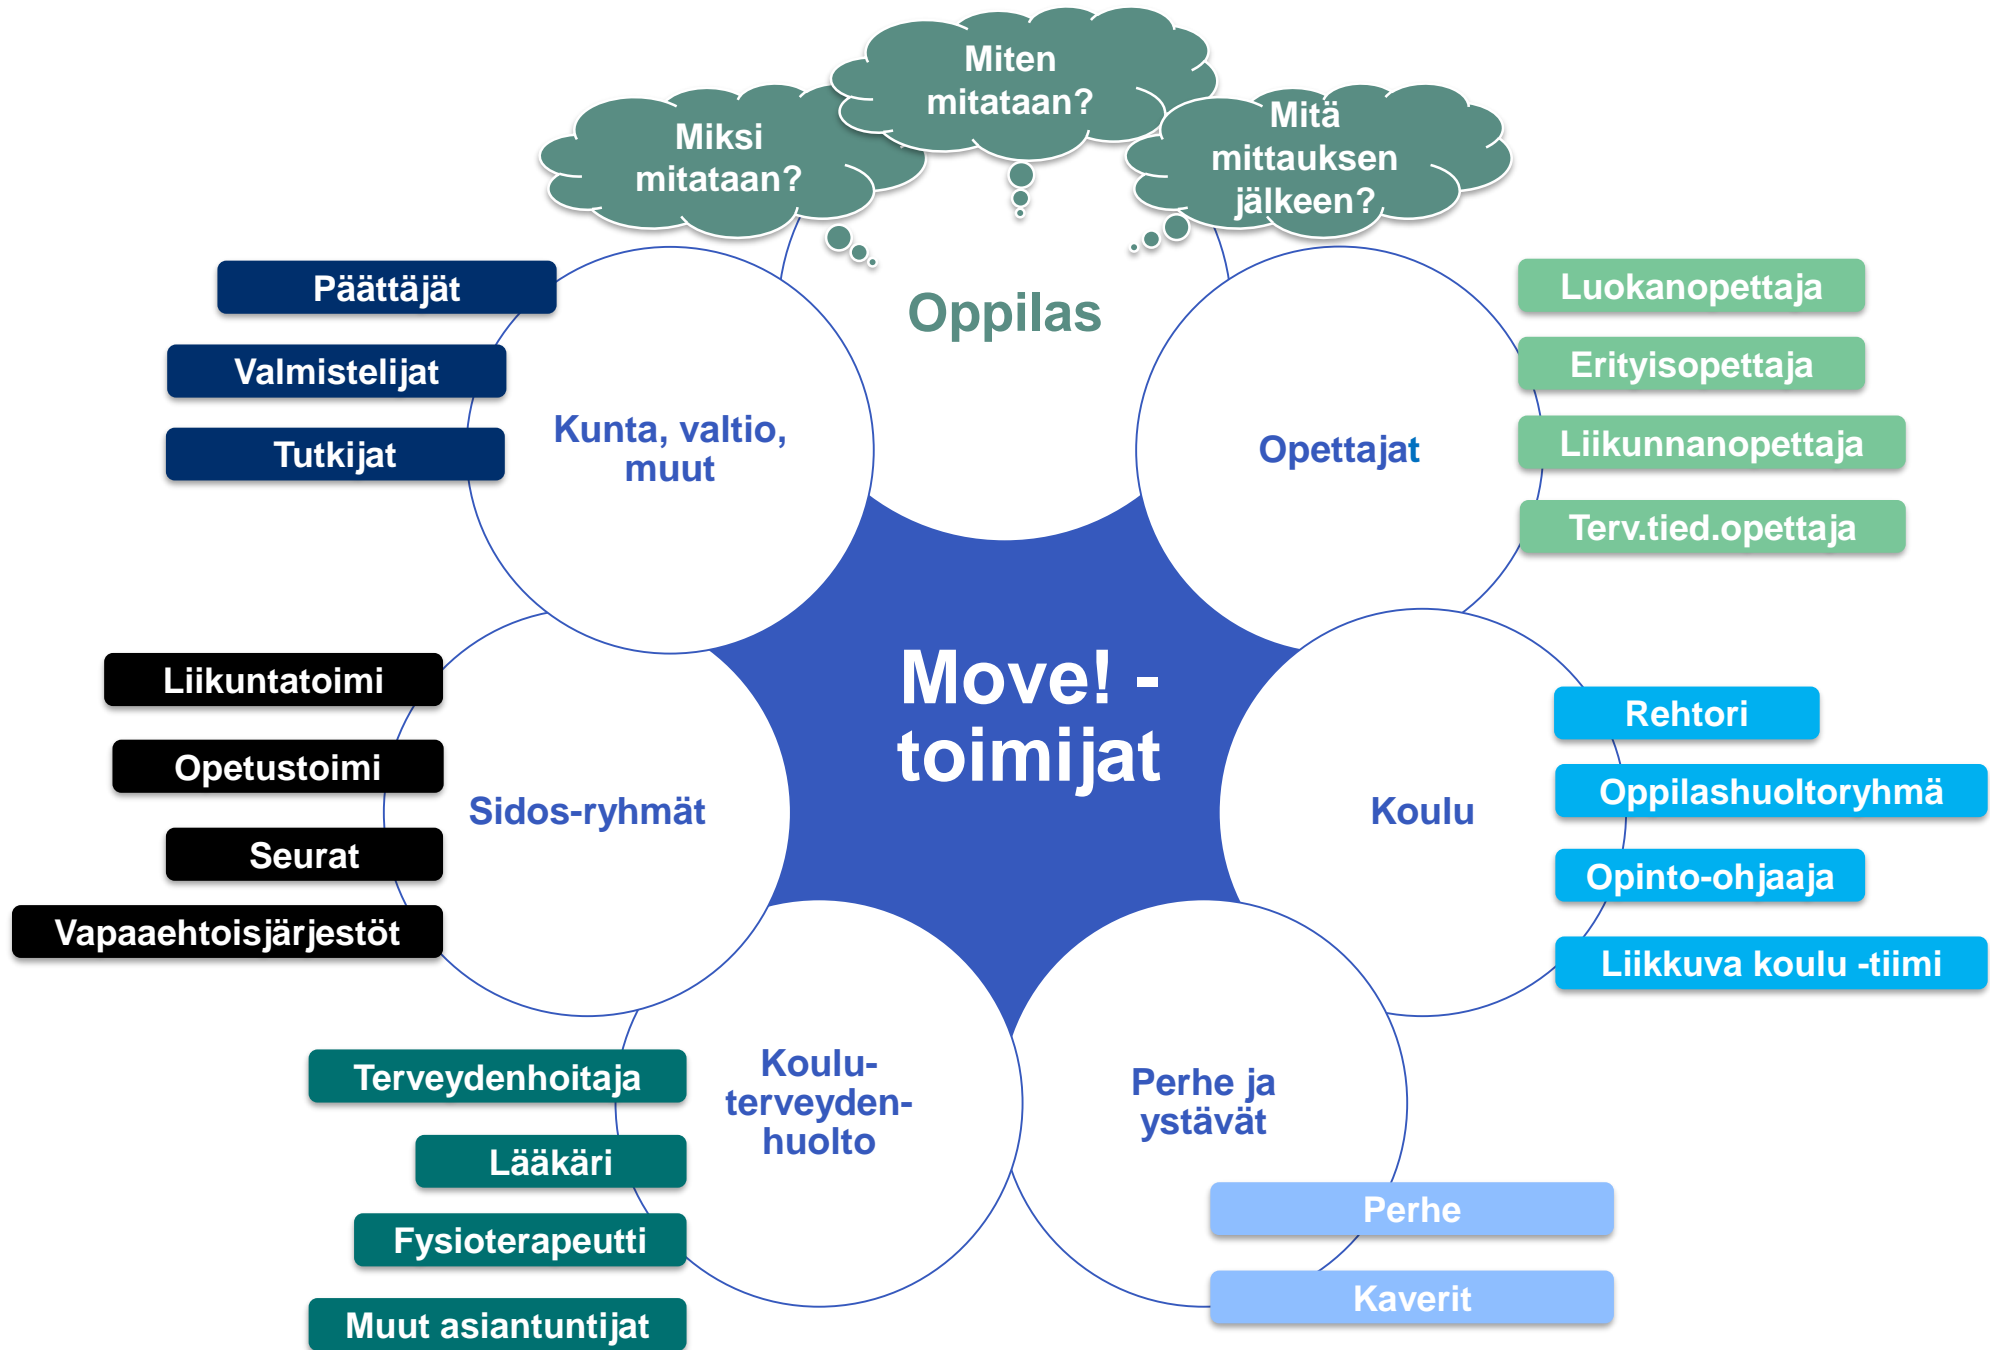 Miten
mitataan?
Miksi
mitataan?
Mitä
mittauksen
jälkeen?
Oppilas
Päättäjät
Valmistelijat
Tutkijat
Kunta, valtio,
muut
Opettajat
Luokanopettaja
Erityisopettaja
Liikunnanopettaja
Terv.tied.opettaja
Move! -
toimijat
Liikuntatoimi
Opetustoimi
Seurat
Vapaaehtoisjärjestöt
Sidos-ryhmät
Koulu
Rehtori
Oppilashuoltoryhmä
Opinto-ohjaaja
Liikkuva koulu -tiimi
Terveydenhoitaja
Lääkäri
Fysioterapeutti
Muut asiantuntijat
Koulu-
terveyden-
huolto
Perhe ja
ystävät
Perhe
Kaverit